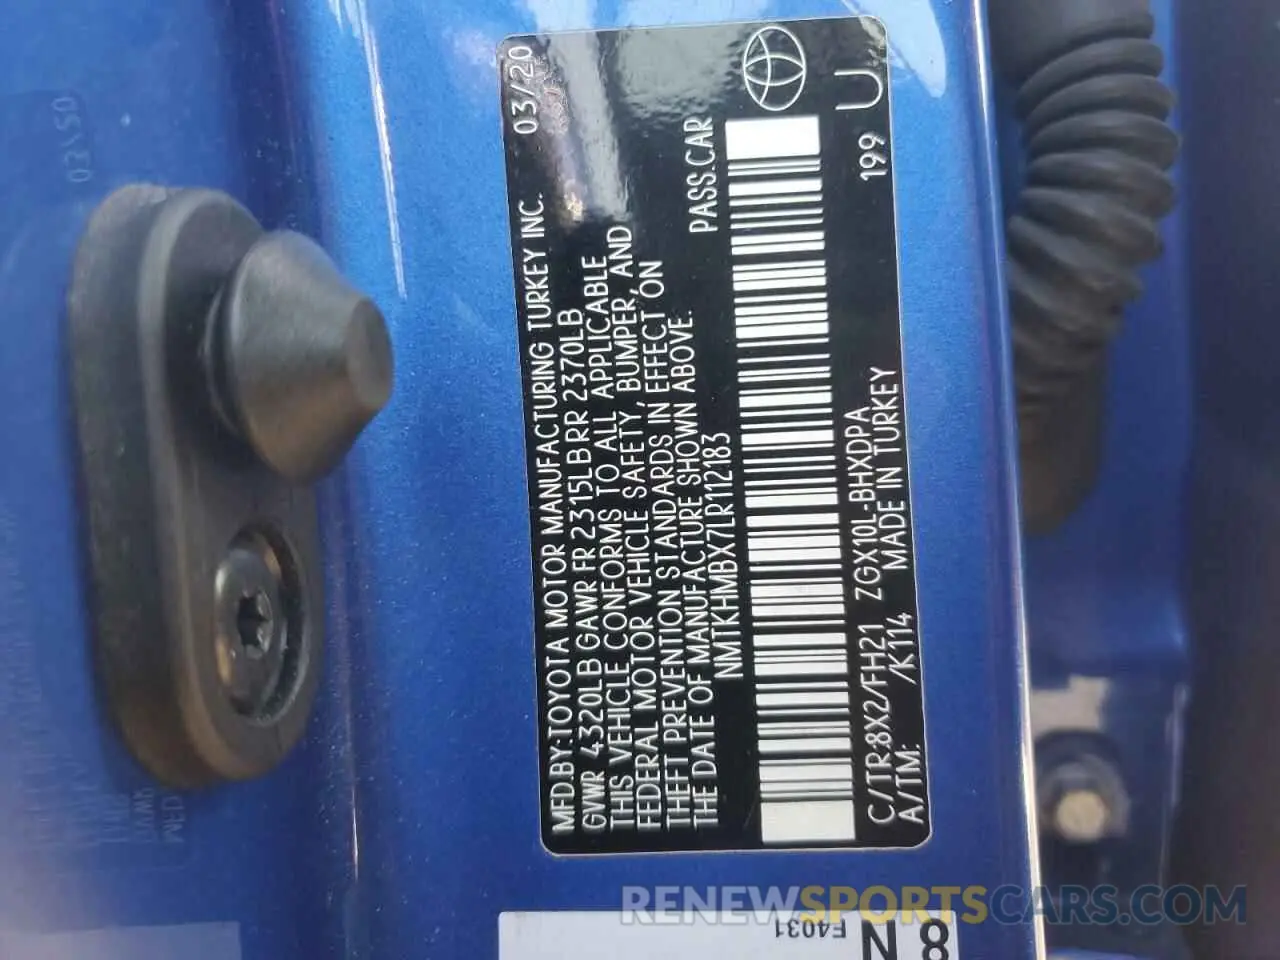 MFD.BY:TOYOTA MOTOR MANUFACTURING TURKEY INC. 03/20
GVWR 4320LB GAWR FR 2315LB RR 2370LB
THIS VEHICLE CONFORMS TO ALL APPLICABLE
FEDERAL MOTOR VEHICLE SAFETY, BUMPER, AND
THEFT PREVENTION STANDARDS IN EFFECT ON
THE DATE OF MANUFACTURE SHOWN ABOVE.
NMTKHMBX7LR112183 PASS.CAR
C/TR:8X2/FH21 ZGX10L-BHXDPA 199 U
A/TM: /K114 MADE IN TURKEY
F4031
N
8
RENEWSPORTSCARS.COM